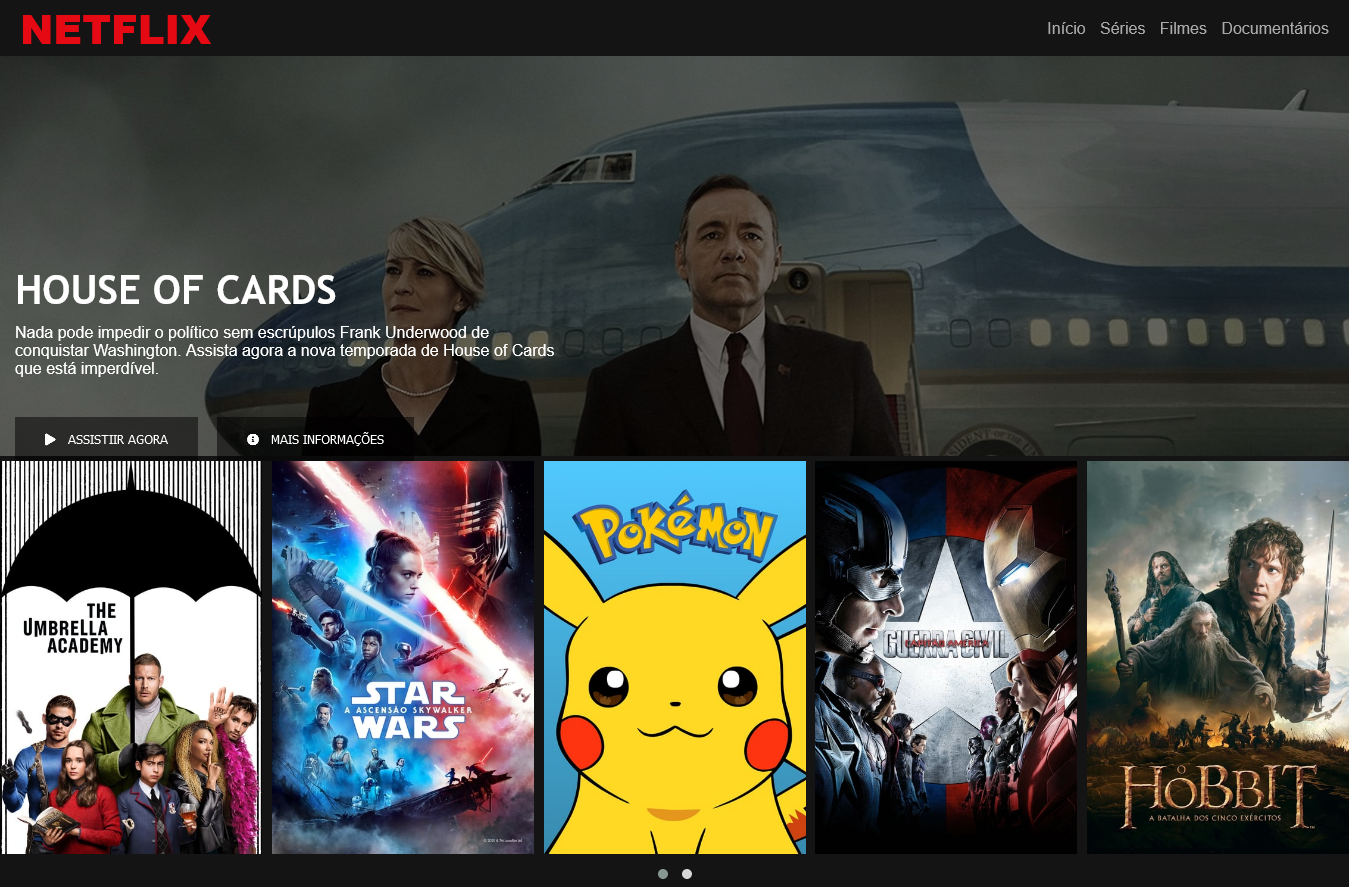 NETFLIX
Início Séries Filmes Documentários
HOUSE OF CARDS
Nada pode impedir o político sem escrúpulos Frank Underwood de
conquistar Washington. Assista agora a nova temporada de House of Cards
que está imperdível.
ASSISTIIR AGORA MAIS INFORMAÇÕES
THE
UMBRELLA
ACADEMY
STAR
A ASCENSÃO SKYWALKER
WARS
POKéMON
CAPITÃO AMÉRICA
GUERRA CIVIL
O
HOBBIT
A BATALHA DOS CINCO EXÉRCITOS